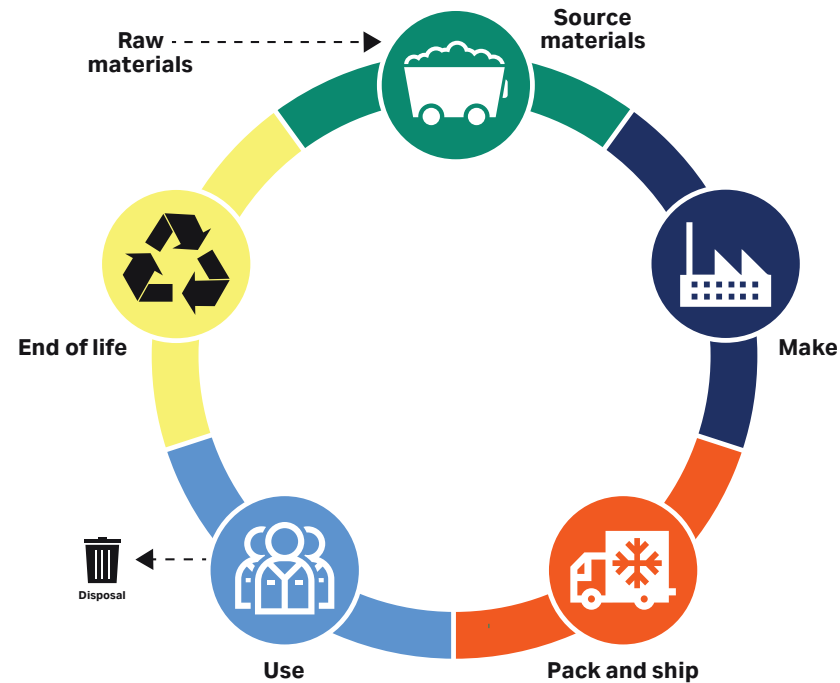 Raw
materials
Source
materials
Make
Pack and ship
Use
Disposal
End of life